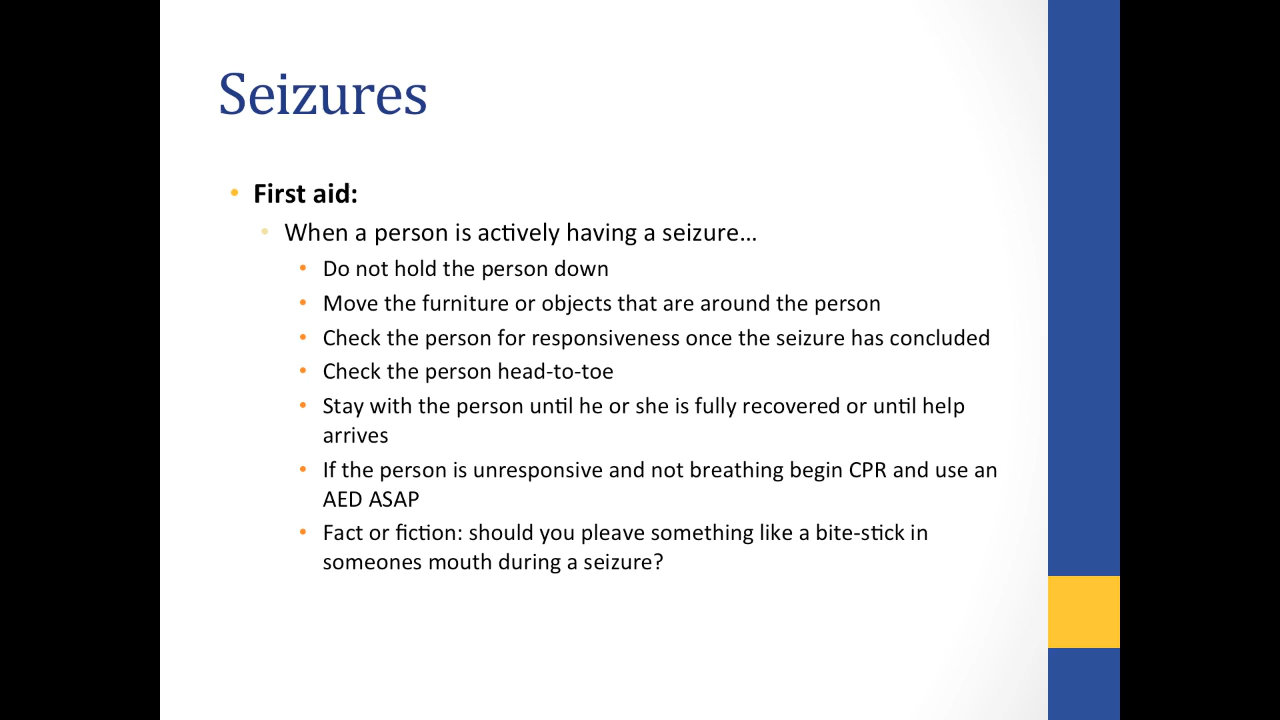 Seizures
• First aid:
• When a person is actively having a seizure…
• Do not hold the person down
• Move the furniture or objects that are around the person
• Check the person for responsiveness once the seizure has concluded
• Check the person head-to-toe
• Stay with the person until he or she is fully recovered or until help
arrives
• If the person is unresponsive and not breathing begin CPR and use an
AED ASAP
• Fact or fiction: should you pleave something like a bite-stick in
someones mouth during a seizure?